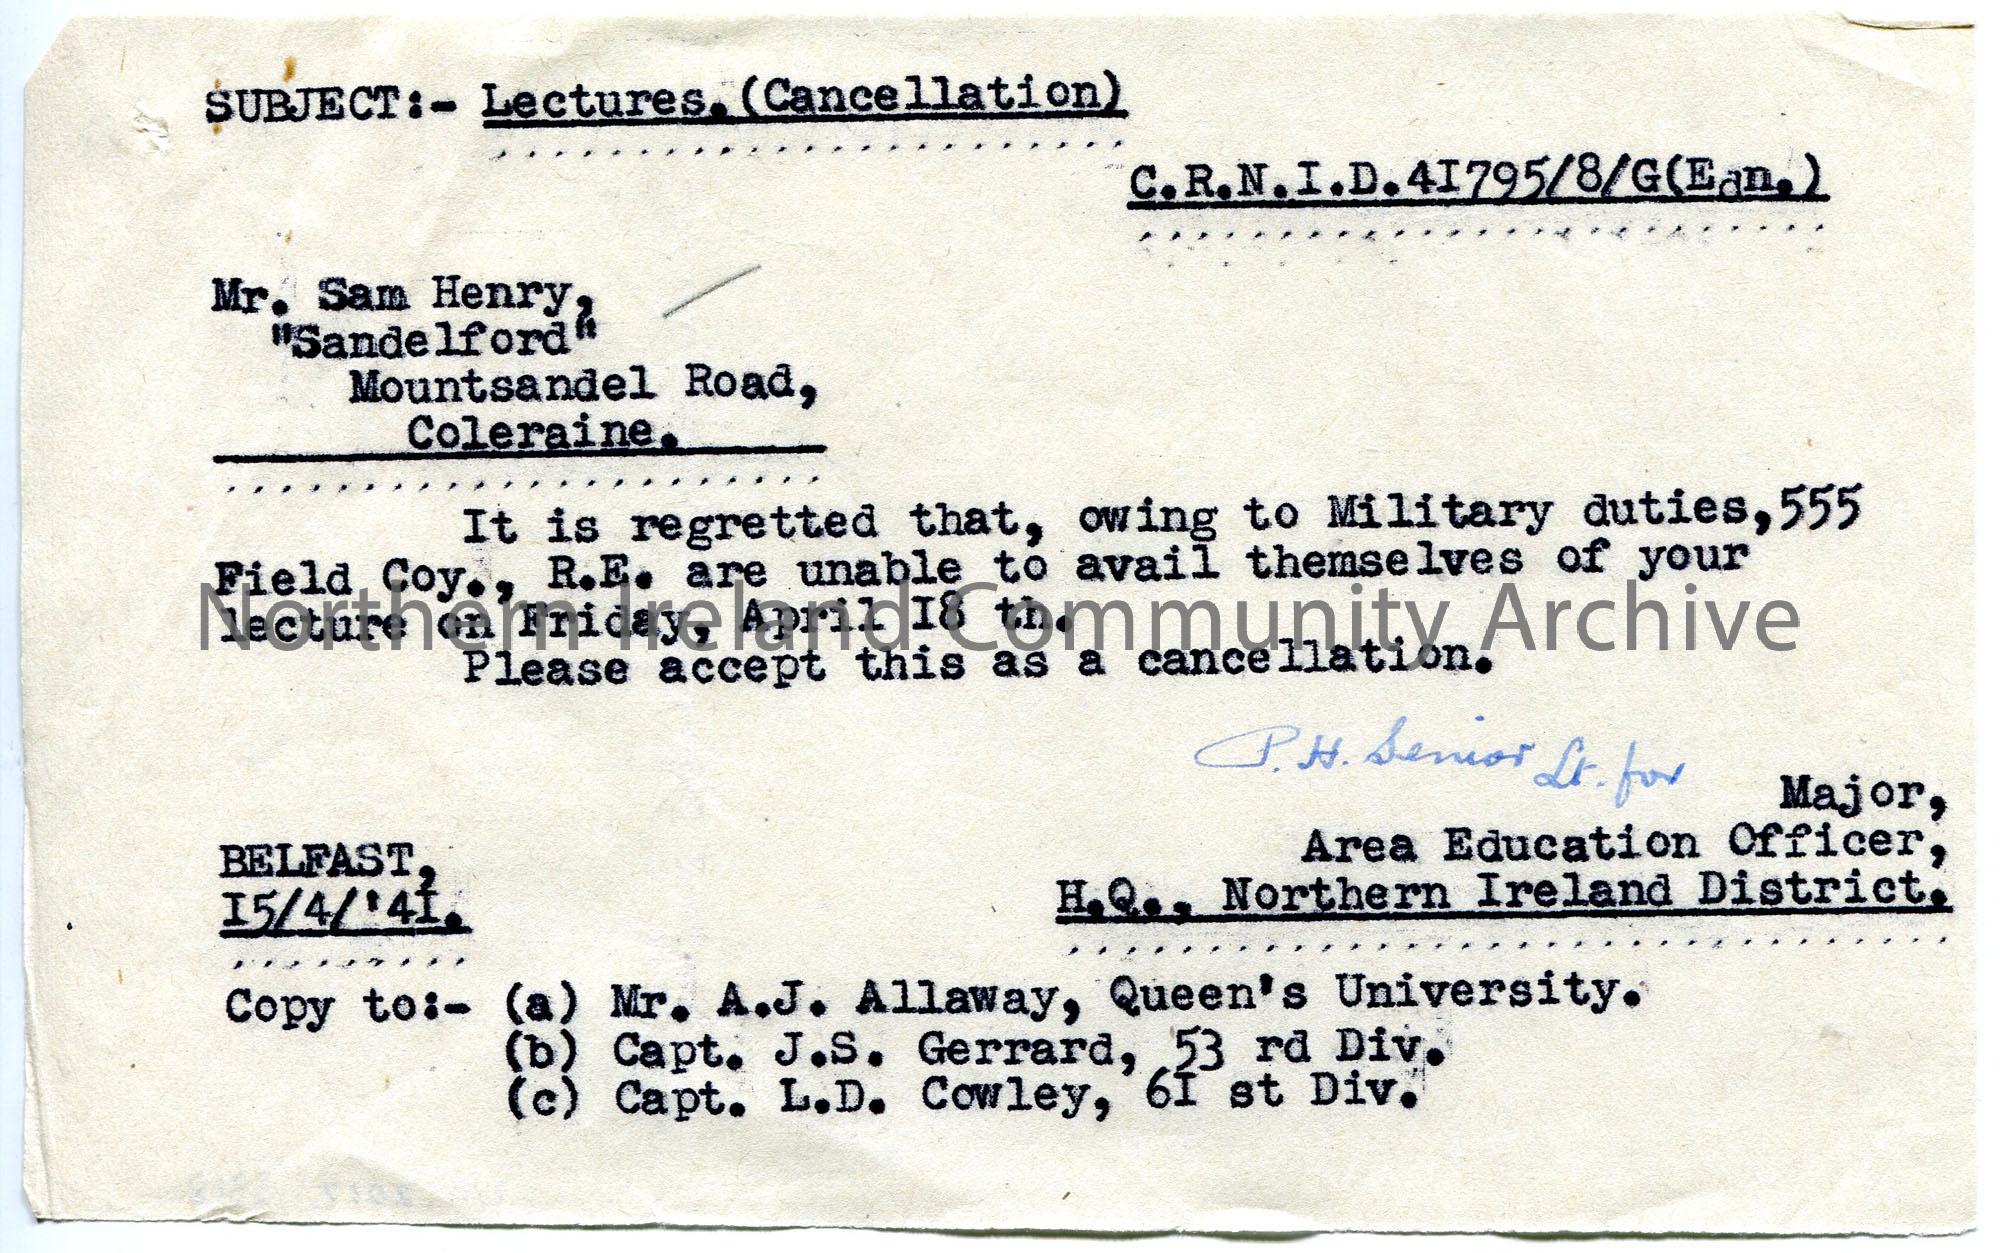 SUBJECT:- Lectures.(Cancellation)
C.R.N.I.D.41795/8/G(Edn.)
Mr. Sam Henry,
"Sandelford"
Mountsandel Road,
Coleraine.
It is regretted that, owing to Military duties,555
Field Coy., R.E. are unable to avail themselves of your
lecture on Friday, April 18 th.
Northern Ireland Community Archive
Please accept this as a cancellation.
P. H. Senior Lt. for
Major,
Area Education Officer,
H.Q., Northern Ireland District.
BELFAST,
15/4/'41.
Copy to:- (a) Mr. A.J. Allaway, Queen's University.
(b) Capt. J.S. Gerrard, 53 rd Div.
(c) Capt. L.D. Cowley, 61 st Div.